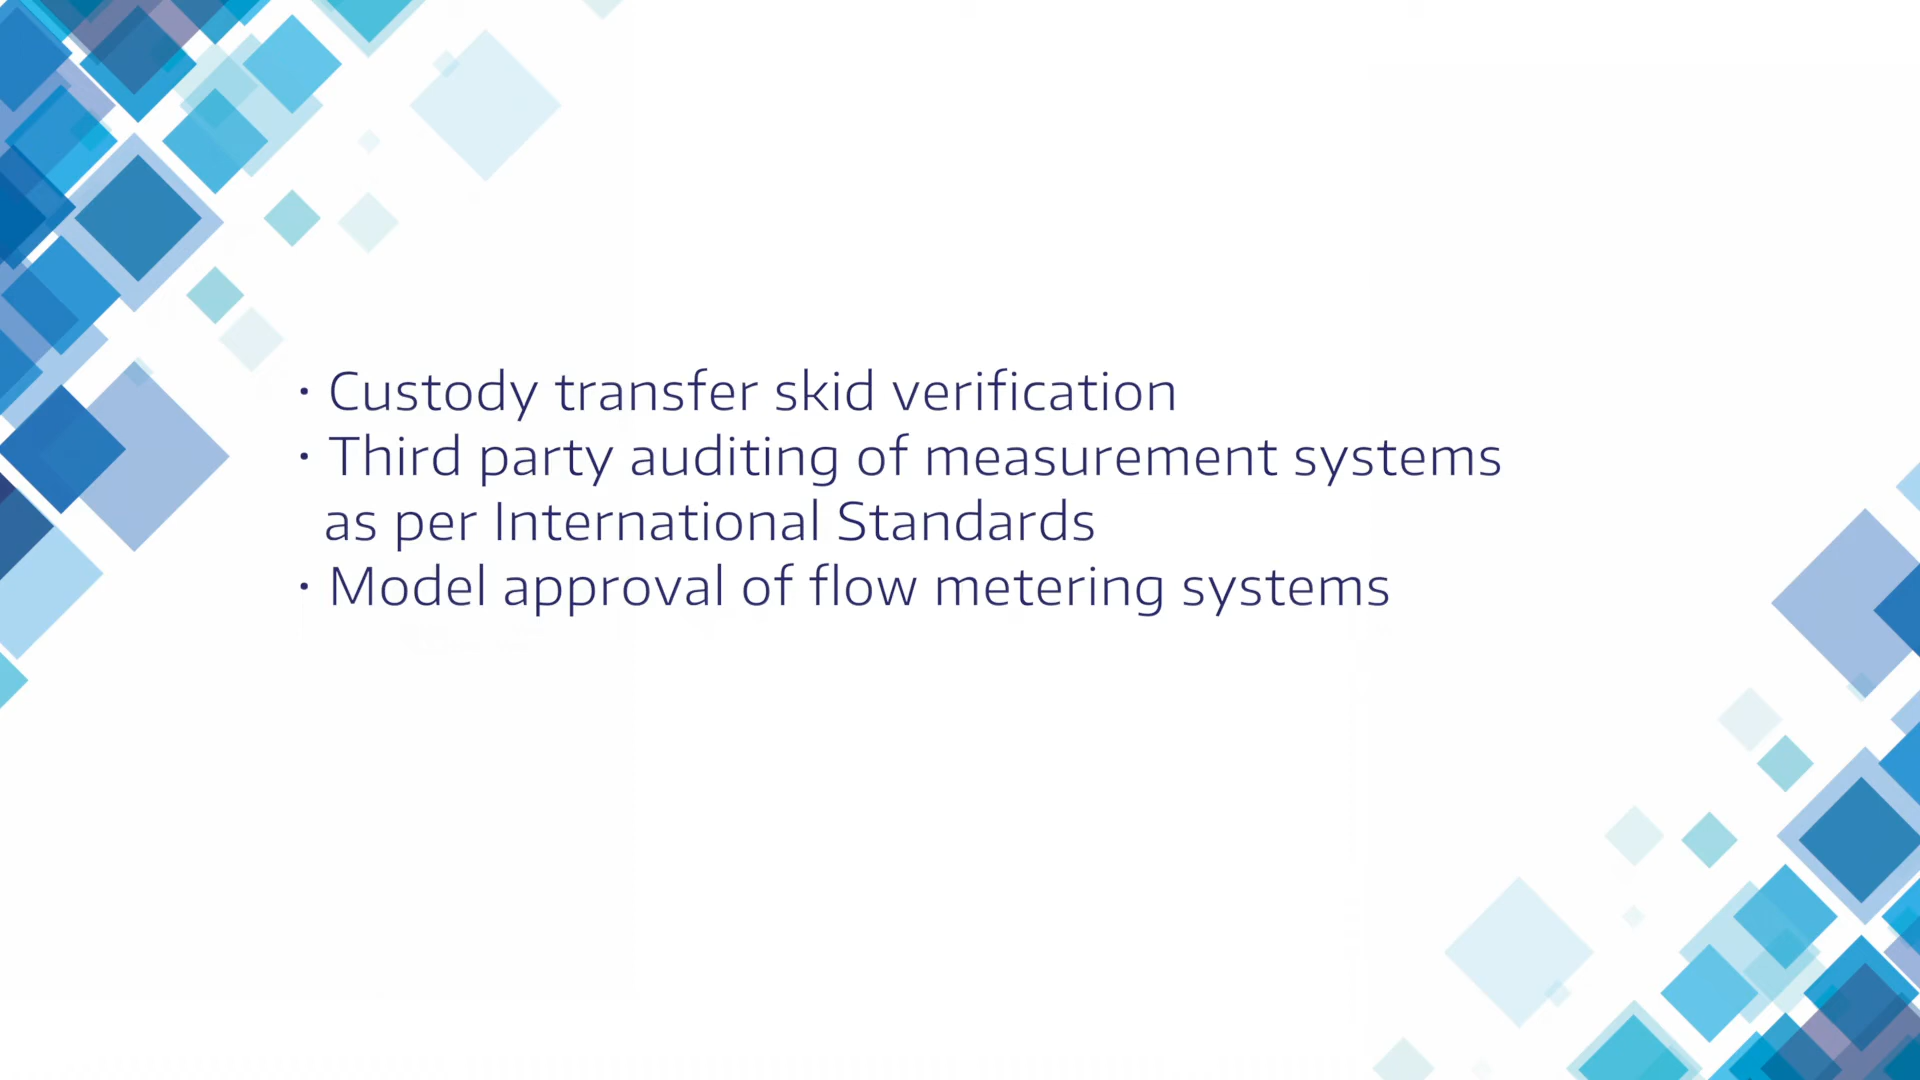 · Custody transfer skid verification
· Third party auditing of measurement systems
as per International Standards
· Model approval of flow metering systems